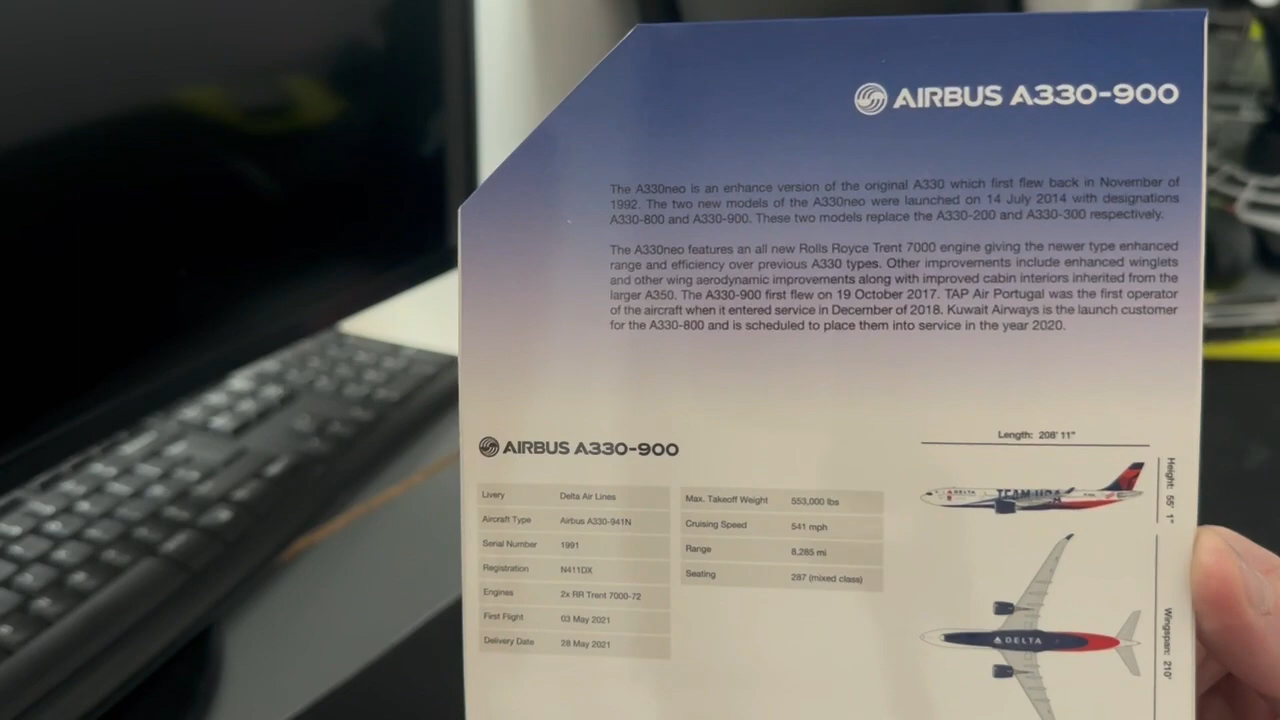 AIRBUS A330-900
The A330neo is an enhance version of the original A330 which first flew back in November of
1992. The two new models of the A330neo were launched on 14 July 2014 with designations
A330-800 and A330-900. These two models replace the A330-200 and A330-300 respectively.
The A330neo features an all new Rolls Royce Trent 7000 engine giving the newer type enhanced
range and efficiency over previous A330 types. Other improvements include enhanced winglets
and other wing aerodynamic improvements along with improved cabin interiors inherited from the
larger A350. The A330-900 first flew on 19 October 2017. TAP Air Portugal was the first operator
of the aircraft when it entered service in December of 2018. Kuwait Airways is the launch customer
for the A330-800 and is scheduled to place them into service in the year 2020.
AIRBUS A330-900
Livery Delta Air Lines
Aircraft Type Airbus A330-941N
Serial Number 1991
Registration N411DX
Engines 2x RR Trent 7000-72
First Flight 03 May 2021
Delivery Date 28 May 2021
Max. Takeoff Weight 553,000 lbs
Cruising Speed 541 mph
Range 8,285 mi
Seating 287 (mixed class)
Length: 208' 11"
Height: 55' 1"
DELTA
TEAM USA
Wingspan: 210'
DELTA